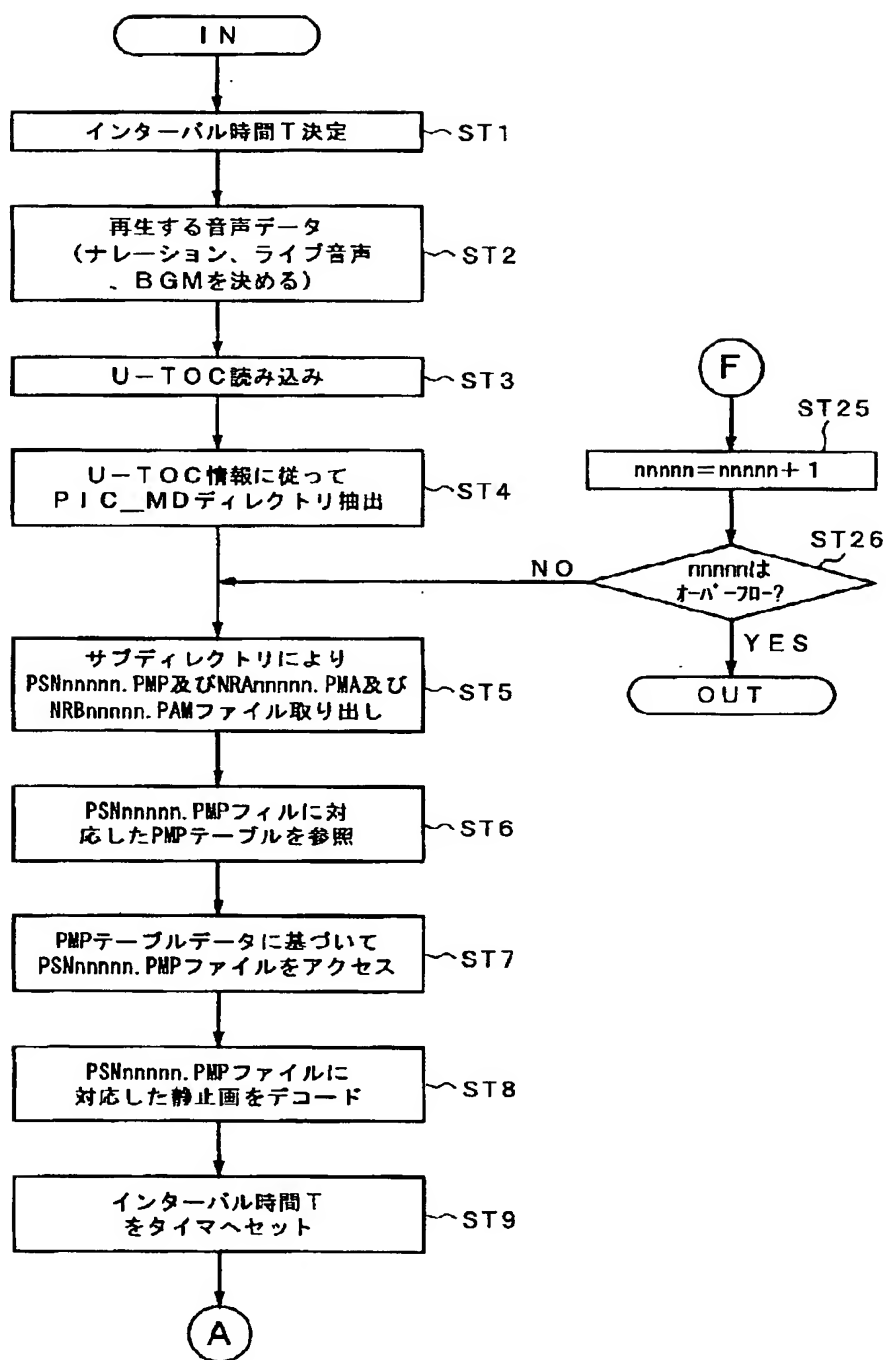 IN
インターバル時間T決定
ST1
再生する音声データ
(ナレーション、ライブ音声
、BGMを決める)
ST2
U-TOC読み込み
ST3
U-TOC情報に従って
PIC__MDディレクトリ抽出
ST4
サブディレクトリにより
PSNnnnnn.PMP及びNRAnnnnn.PMA及び
NRBnnnnn.PAMファイル取り出し
ST5
PSNnnnnn.PMPフィルに対
応したPMPテーブルを参照
ST6
PMPテーブルデータに基づいて
PSNnnnnn.PMPファイルをアクセス
ST7
PSNnnnnn.PMPファイルに
対応した静止画をデコード
ST8
インターバル時間T
をタイマへセット
ST9
A
F
ST25
nnnnn=nnnnn+1
ST26
nnnnnは
オーバーフロー?
NO
YES
OUT